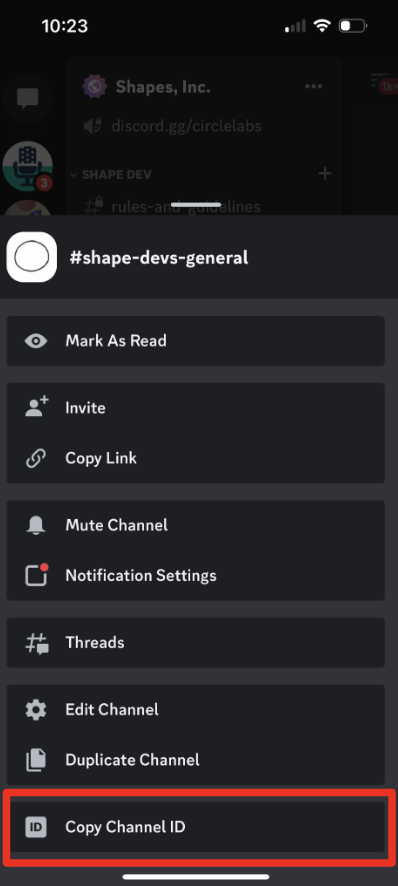 10:23
Shapes, Inc.
1k+
discord.gg/circlelabs
SHAPE DEV
3
rules-and-guidelines
#shape-devs-general
Mark As Read
Invite
Copy Link
Mute Channel
Notification Settings
Threads
Edit Channel
Duplicate Channel
ID Copy Channel ID